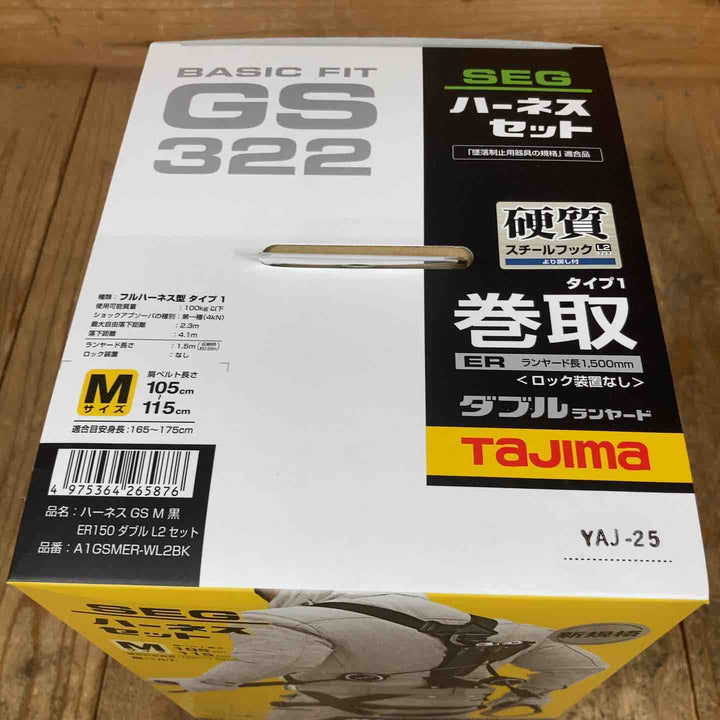 BASIC FIT
GS
322
SEG
ハーネス
セット
「墜落制止用器具の規格」適合品
硬質
スチールフック L2
より戻し付
タイプ1
巻取
ER ランヤード長1,500mm
<ロック装置なし>
ダブルランヤード
TaJima
YAJ-25
種類:フルハーネス型 タイプ1
使用可能質量:100kg以下
ショックアブソーバの種別:第一種(4kN)
最大自由落下距離:2.3m
落下距離:4.1m
ランヤード長さ:1.5m
ロック装置:なし
M
サイズ
肩ベルト長さ
105cm
~
115cm
適合目安身長:165~175cm
4 975364 265876
品名:ハーネス GS M 黒
ER150 ダブル L2 セット
品番:A1GSMER-WL2BK
SEG
ハーネス
セット
M
新規格